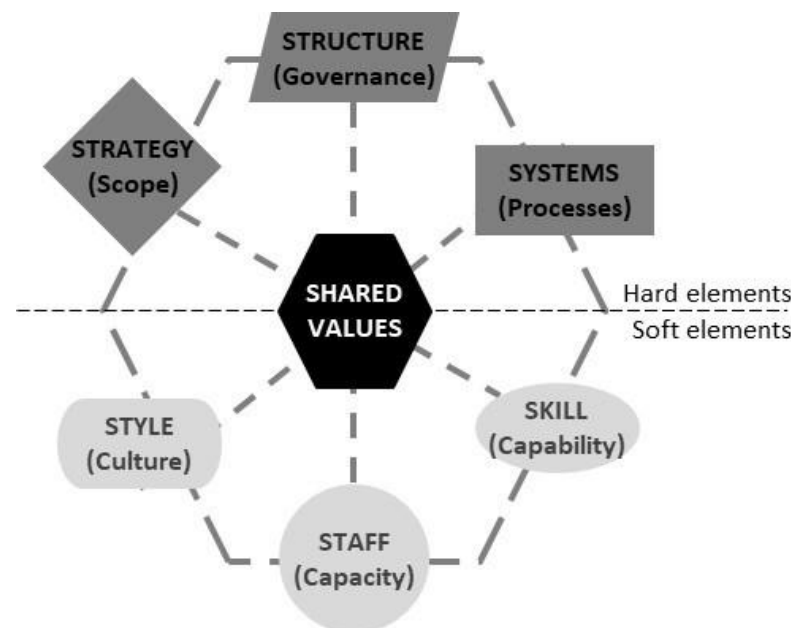 STRUCTURE
(Governance)
STRATEGY
(Scope)
SYSTEMS
(Processes)
SHARED
VALUES
Hard elements
Soft elements
STYLE
(Culture)
SKILL
(Capability)
STAFF
(Capacity)